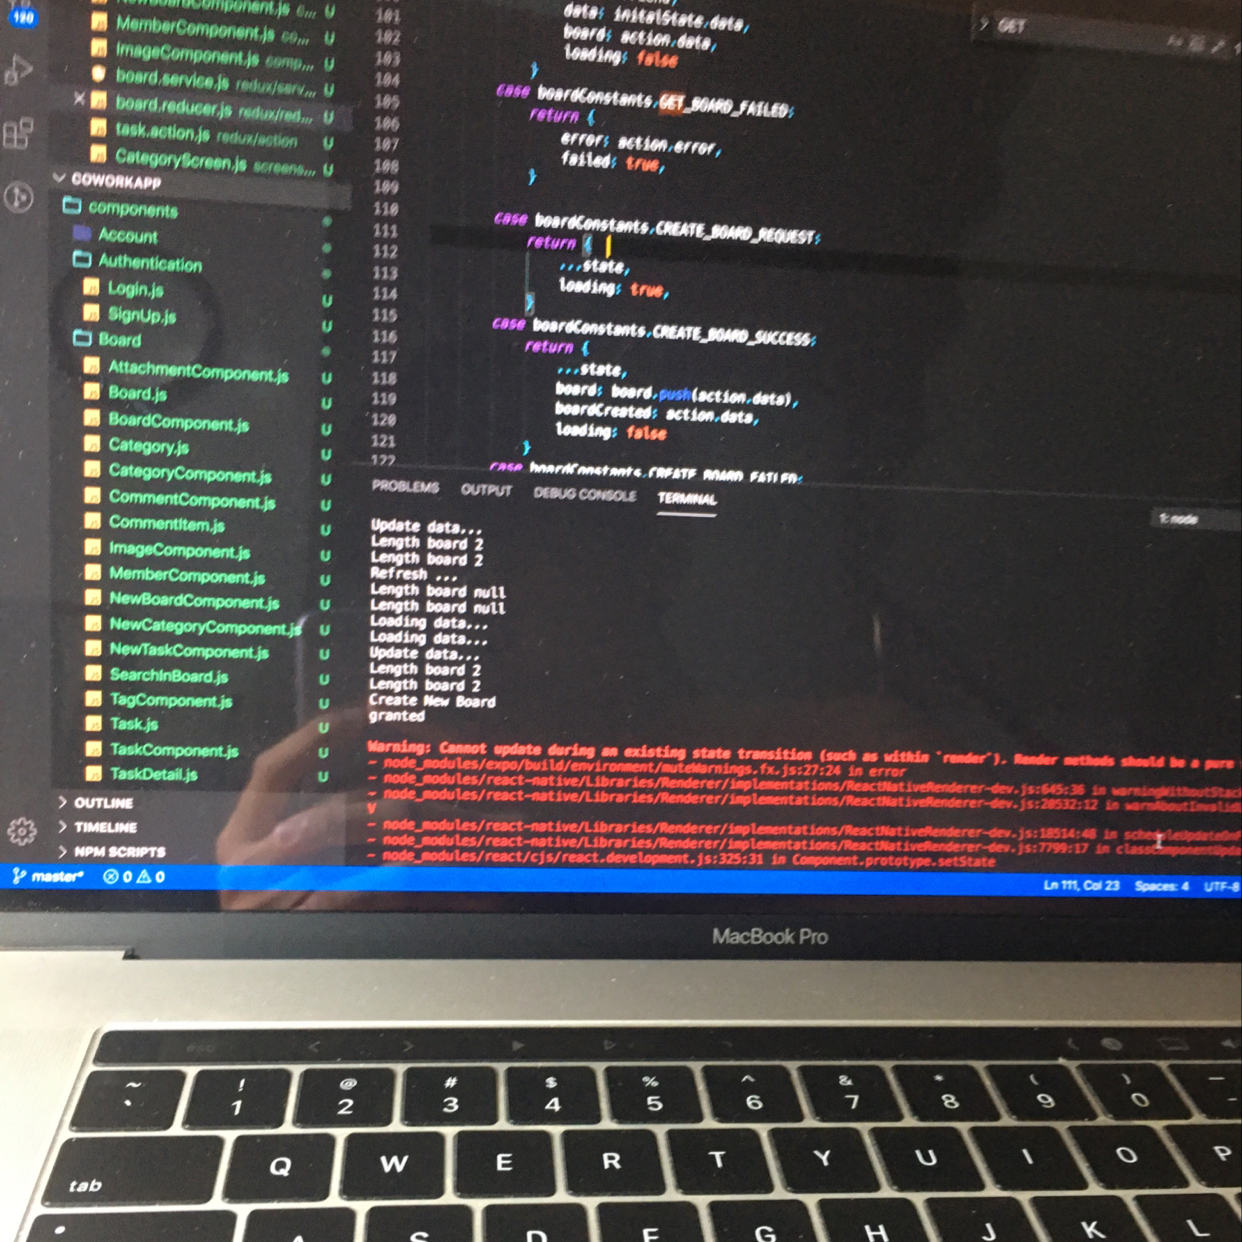 120
MemberComponent.js co... U
ImageComponent.js comp... U
board.service.js redux/serv... U
board.reducer.js redux/red... U
task.action.js redux/action U
CategoryScreen.js screens... U
COWORKAPP
components
Account
Authentication
Login.js U
SignUp.js U
Board
AttachmentComponent.js U
Board.js U
BoardComponent.js U
Category.js U
CategoryComponent.js U
CommentComponent.js U
CommentItem.js U
ImageComponent.js U
MemberComponent.js U
NewBoardComponent.js U
NewCategoryComponent.js U
NewTaskComponent.js U
SearchInBoard.js U
TagComponent.js U
Task.js U
TaskComponent.js U
TaskDetail.js U
OUTLINE
TIMELINE
NPM SCRIPTS
master* 0 0
GET
101 data: initalState.data,
102 board: action.data,
103 loading: false
104 }
105 case boardConstants.GET_BOARD_FAILED:
106 return {
107 error: action.error,
108 failed: true,
109 }
110
111 case boardConstants.CREATE_BOARD_REQUEST:
112 return {
113 ...state,
114 loading: true,
115 }
116 case boardConstants.CREATE_BOARD_SUCCESS:
117 return {
118 ...state,
119 board: board.push(action.data),
120 boardCreated: action.data,
121 loading: false
122 }
case boardConstants.CREATE_BOARD_FAILED:
PROBLEMS OUTPUT DEBUG CONSOLE TERMINAL
1: node
Update data...
Length board 2
Length board 2
Refresh ...
Length board null
Length board null
Loading data...
Loading data...
Update data...
Length board 2
Length board 2
Create New Board
granted
Warning: Cannot update during an existing state transition (such as within `render`). Render methods should be a pure
- node_modules/expo/build/environment/muteWarnings.fx.js:27:24 in error
- node_modules/react-native/Libraries/Renderer/implementations/ReactNativeRenderer-dev.js:645:36 in warningWithoutStac
- node_modules/react-native/Libraries/Renderer/implementations/ReactNativeRenderer-dev.js:20532:12 in warnAboutInvalid
V
- node_modules/react-native/Libraries/Renderer/implementations/ReactNativeRenderer-dev.js:18514:48 in scheduleUpdateOnF
- node_modules/react-native/Libraries/Renderer/implementations/ReactNativeRenderer-dev.js:7799:17 in classComponentUpda
- node_modules/react/cjs/react.development.js:325:31 in Component.prototype.setState
Ln 111, Col 23 Spaces: 4 UTF-8
MacBook Pro
esc
~ ! @ # $ % ^ & * ( ) _
` 1 2 3 4 5 6 7 8 9 0 -
tab Q W E R T Y U I O P
A S D F G H J K L